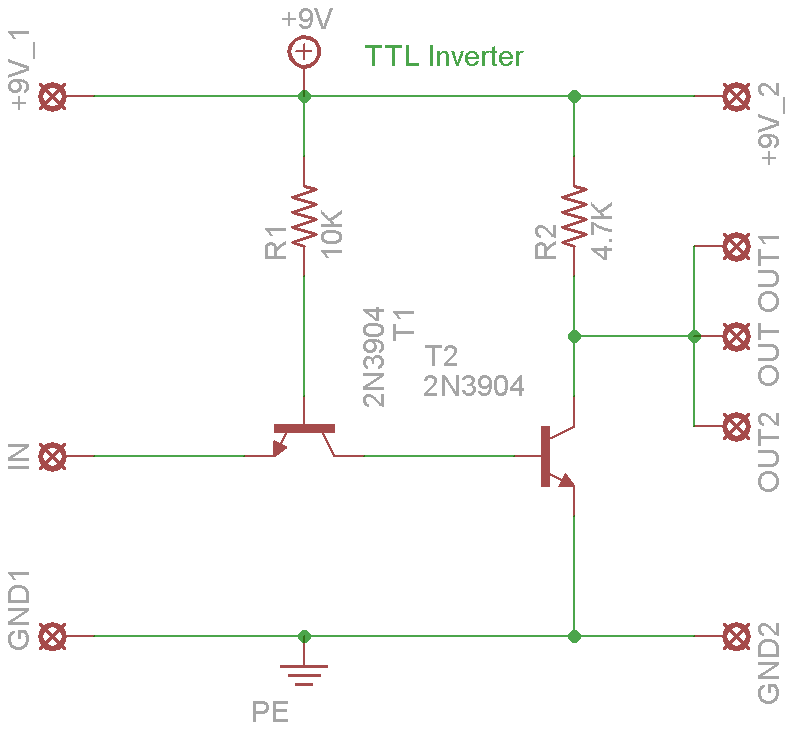 +9V
TTL Inverter
+9V_1
+9V_2
R1
10K
R2
4.7K
OUT1
OUT
OUT2
2N3904
T1
T2
2N3904
IN
GND1
GND2
PE